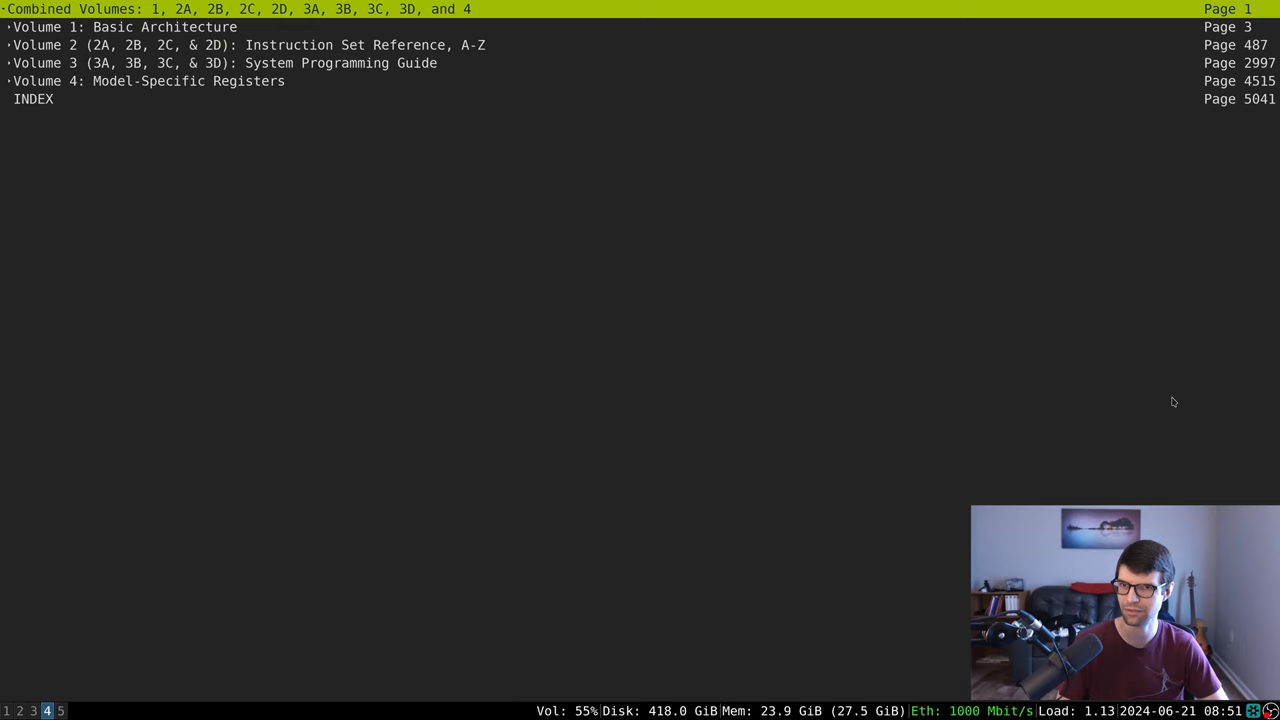 Combined Volumes: 1, 2A, 2B, 2C, 2D, 3A, 3B, 3C, 3D, and 4 Page 1
Volume 1: Basic Architecture Page 3
Volume 2 (2A, 2B, 2C, & 2D): Instruction Set Reference, A-Z Page 487
Volume 3 (3A, 3B, 3C, & 3D): System Programming Guide Page 2997
Volume 4: Model-Specific Registers Page 4515
INDEX Page 5041
1 2 3 4 5 Vol: 55% Disk: 418.0 GiB Mem: 23.9 GiB (27.5 GiB) Eth: 1000 Mbit/s Load: 1.13 2024-06-21 08:51